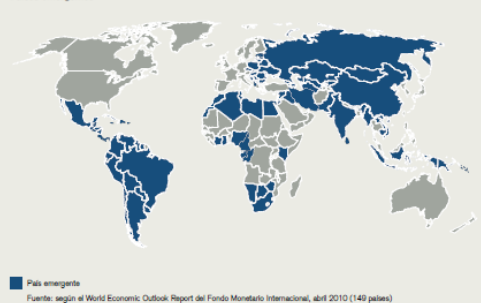 País emergente
Fuente: según el World Economic Outlook Report del Fondo Monetario Internacional, abril 2010 (149 países)